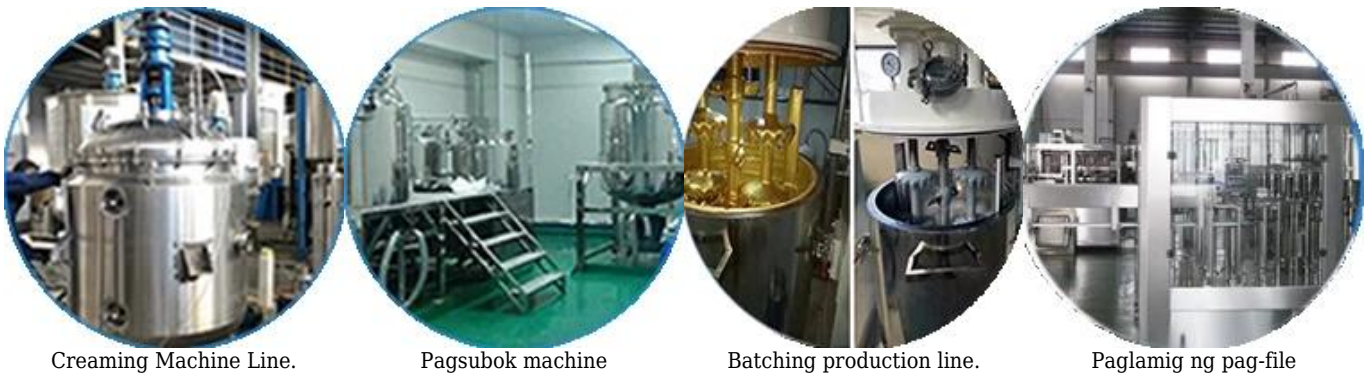 Creaming Machine Line.
Pagsubok machine
Batching production line.
Paglamig ng pag-file